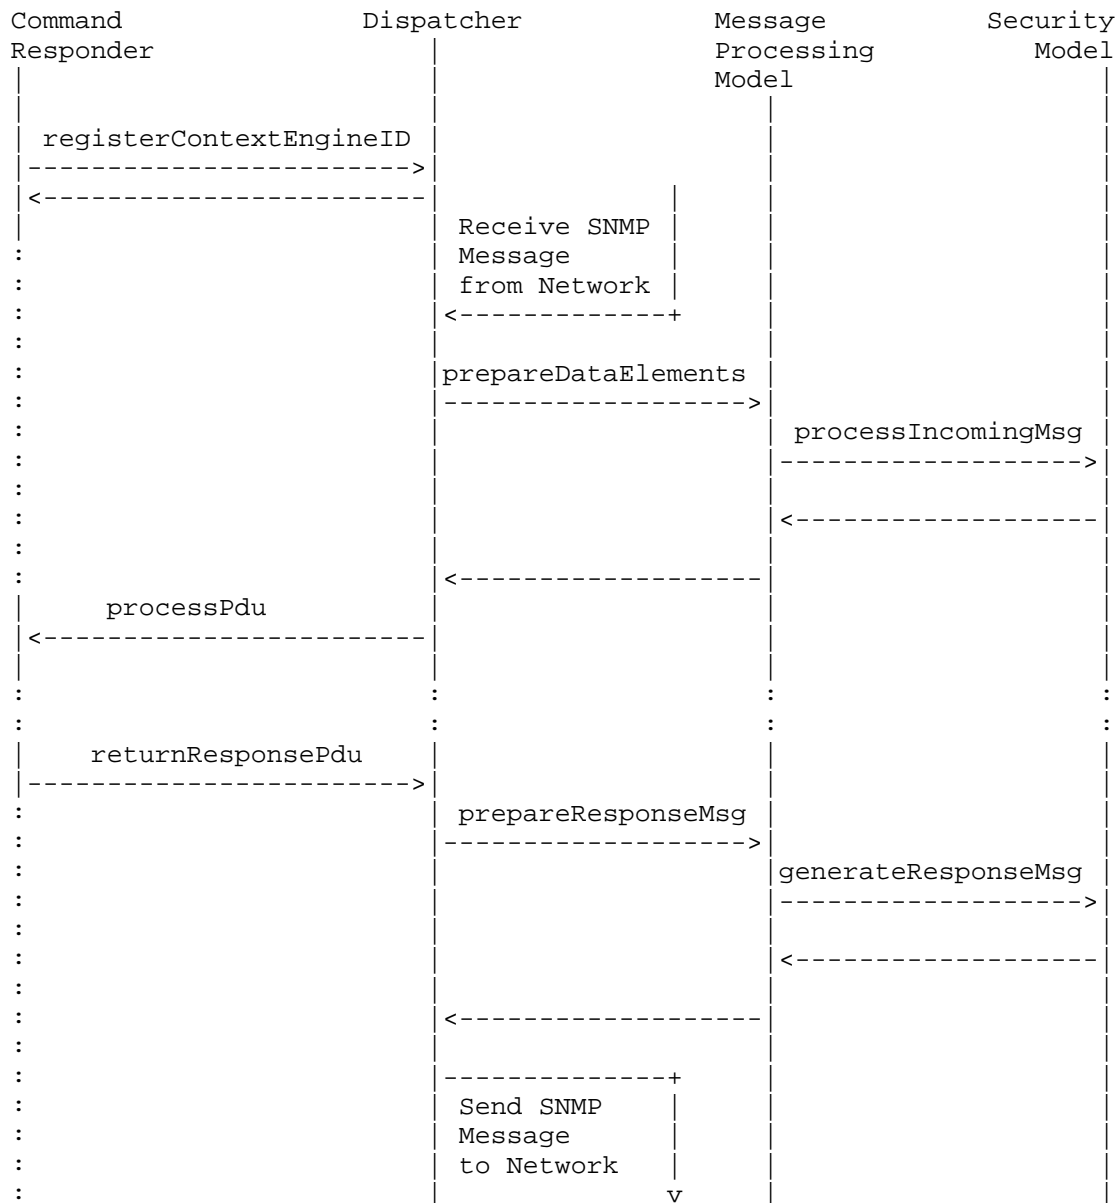 Command Dispatcher Message Security
Responder Processing Model
Model
registerContextEngineID
Receive SNMP
Message
from Network
prepareDataElements
processIncomingMsg
processPdu
returnResponsePdu
prepareResponseMsg
generateResponseMsg
Send SNMP
Message
to Network